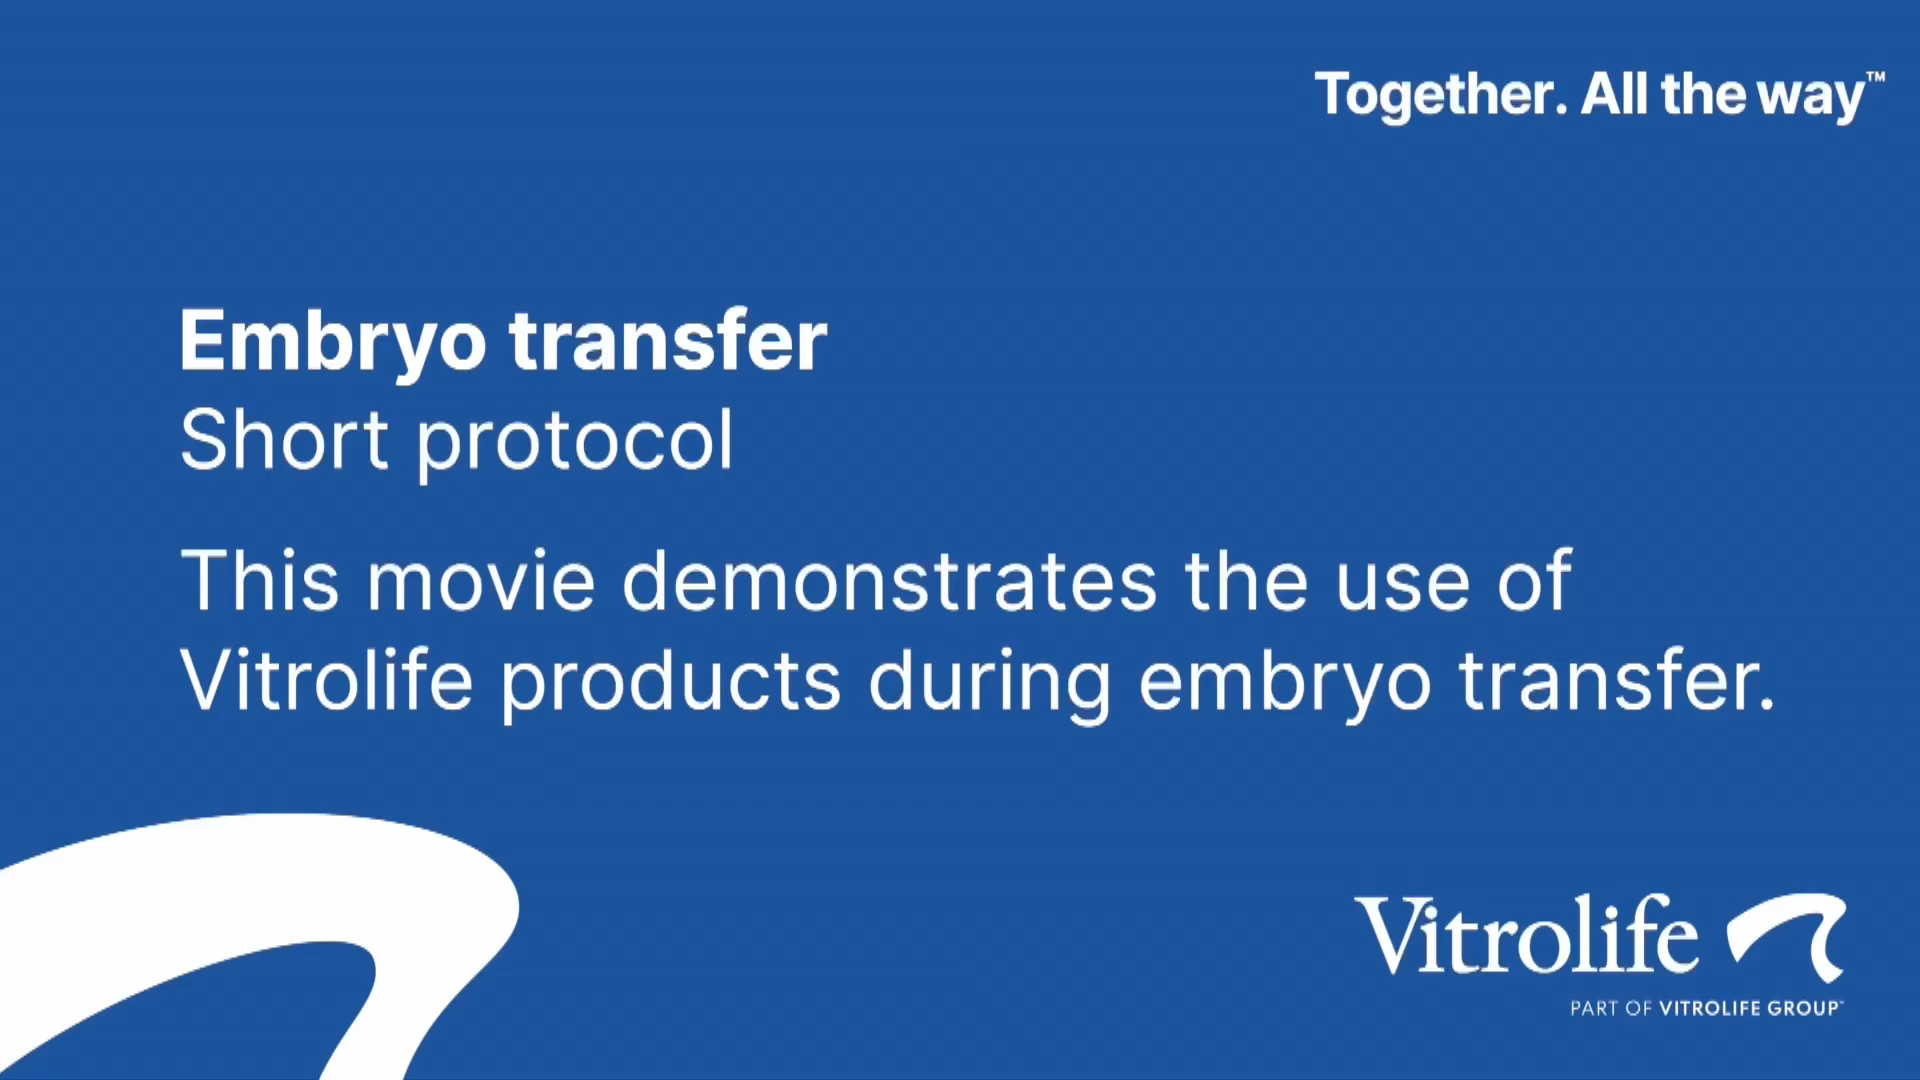 Together. All the way™
Embryo transfer
Short protocol
This movie demonstrates the use of
Vitrolife products during embryo transfer.
Vitrolife
PART OF VITROLIFE GROUP™